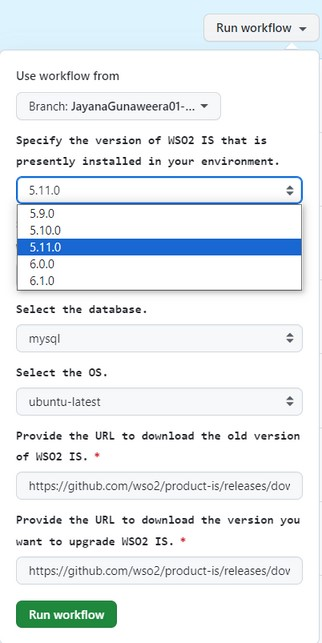 Run workflow
Use workflow from
Branch: JayanaGunaweera01-...
Specify the version of WSO2 IS that is
presently installed in your environment.
5.11.0
5.9.0
5.10.0
5.11.0
6.0.0
6.1.0
Select the database.
mysql
Select the OS.
ubuntu-latest
Provide the URL to download the old version
of WSO2 IS. *
https://github.com/wso2/product-is/releases/dov
Provide the URL to download the version you
want to upgrade WSO2 IS. *
https://github.com/wso2/product-is/releases/dov
Run workflow